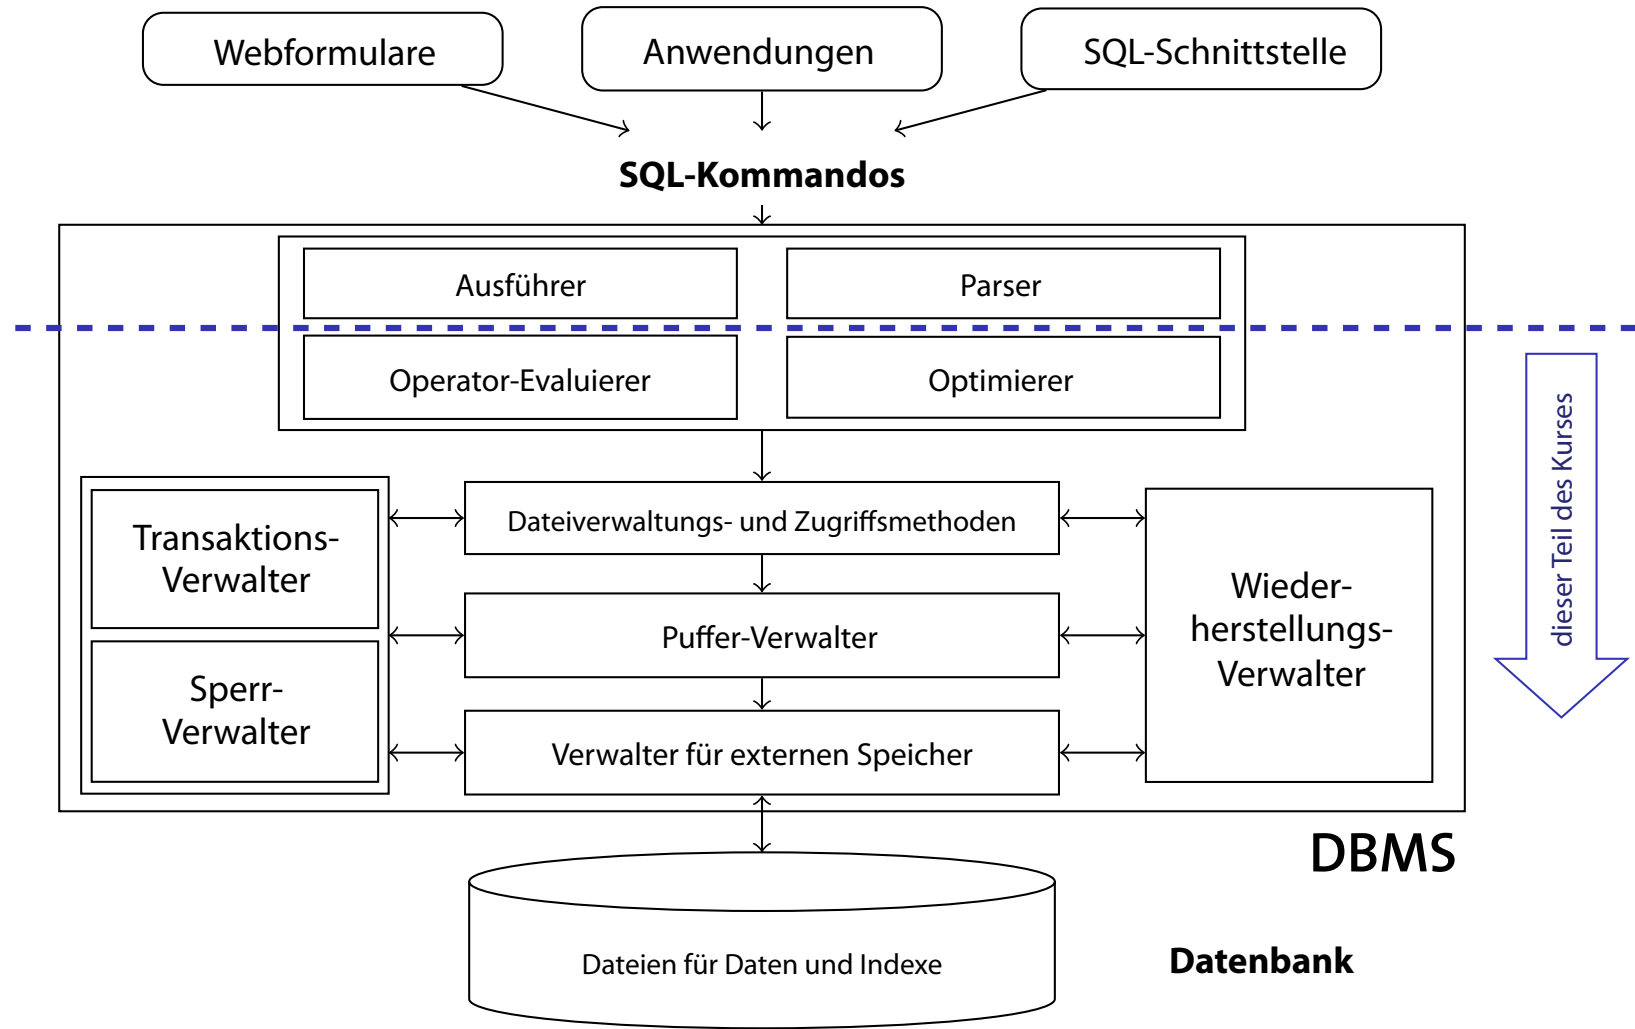 Webformulare
Anwendungen
SQL-Schnittstelle
SQL-Kommandos
Ausführer
Parser
Operator-Evaluierer
Optimierer
dieser Teil des Kurses
Transaktions-
Verwalter
Sperr-
Verwalter
Dateiverwaltungs- und Zugriffsmethoden
Puffer-Verwalter
Verwalter für externen Speicher
Wieder-
herstellungs-
Verwalter
DBMS
Dateien für Daten und Indexe
Datenbank